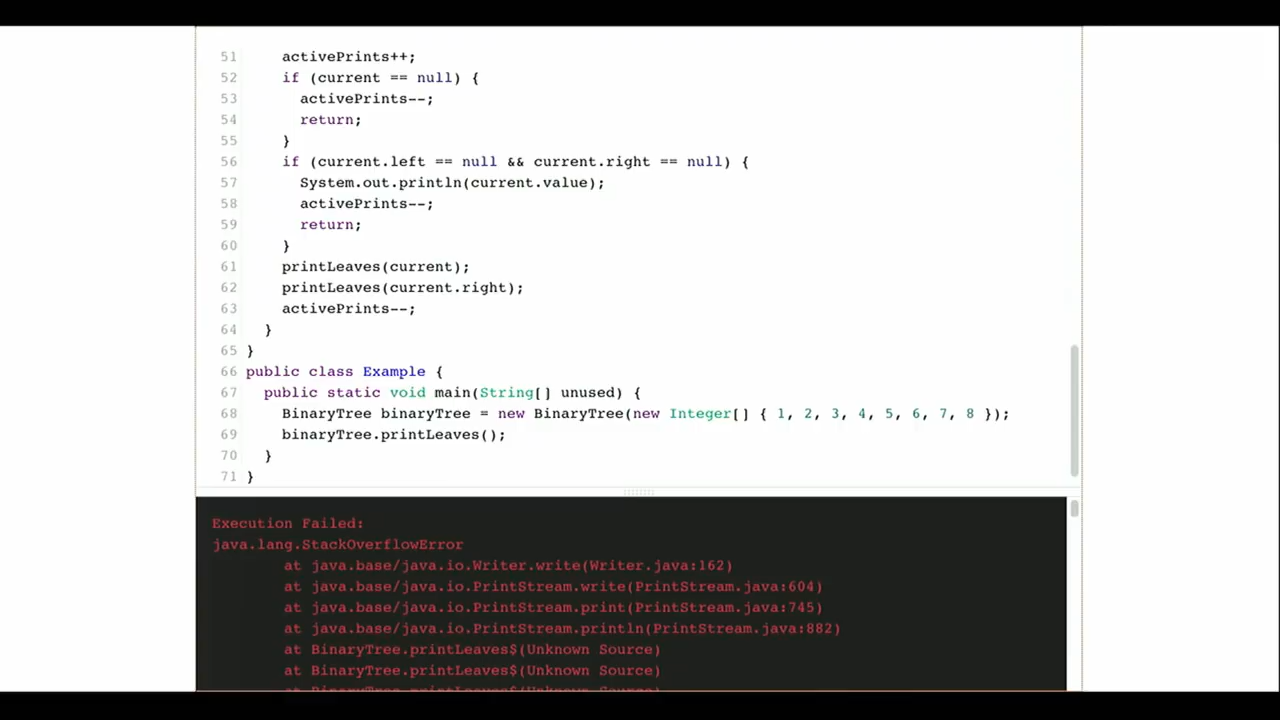 51 activePrints++;
52 if (current == null) {
53 activePrints--;
54 return;
55 }
56 if (current.left == null && current.right == null) {
57 System.out.println(current.value);
58 activePrints--;
59 return;
60 }
61 printLeaves(current);
62 printLeaves(current.right);
63 activePrints--;
64 }
65 }
66 public class Example {
67 public static void main(String[] unused) {
68 BinaryTree binaryTree = new BinaryTree(new Integer[] { 1, 2, 3, 4, 5, 6, 7, 8 });
69 binaryTree.printLeaves();
70 }
71 }
Execution Failed:
java.lang.StackOverflowError
at java.base/java.io.Writer.write(Writer.java:162)
at java.base/java.io.PrintStream.write(PrintStream.java:604)
at java.base/java.io.PrintStream.print(PrintStream.java:745)
at java.base/java.io.PrintStream.println(PrintStream.java:882)
at BinaryTree.printLeaves$(Unknown Source)
at BinaryTree.printLeaves$(Unknown Source)